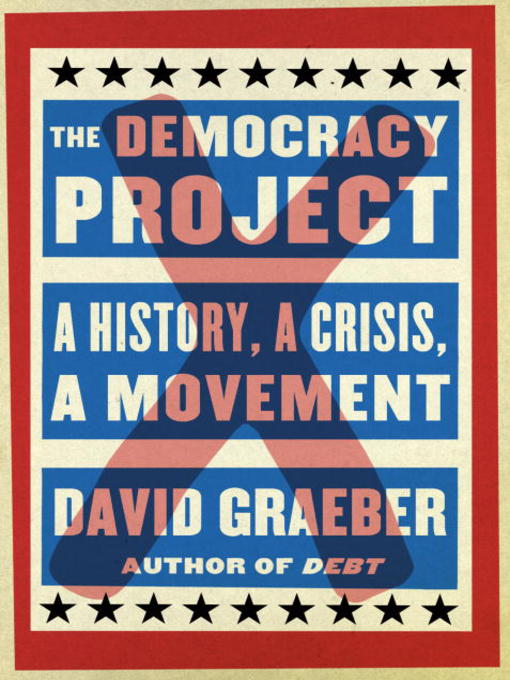 THE DEMOCRACY
PROJECT
A HISTORY, A CRISIS,
A MOVEMENT
DAVID GRAEBER
AUTHOR OF DEBT